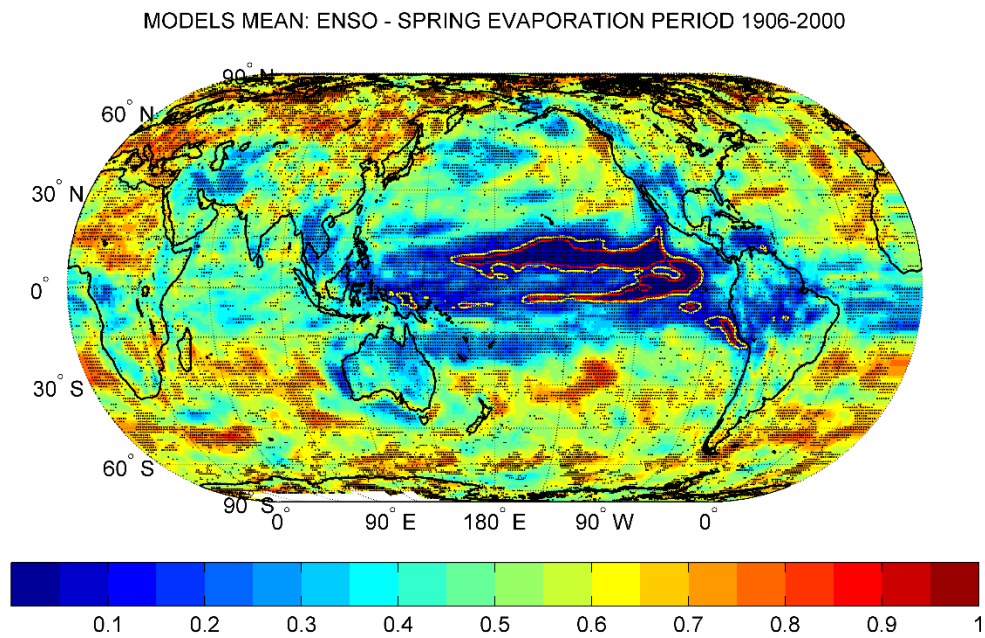 MODELS MEAN: ENSO - SPRING EVAPORATION PERIOD 1906-2000
90° N
60° N
30° N
0°
30° S
60° S
90° S
0° 90° E 180° E 90° W 0°
0.1 0.2 0.3 0.4 0.5 0.6 0.7 0.8 0.9 1